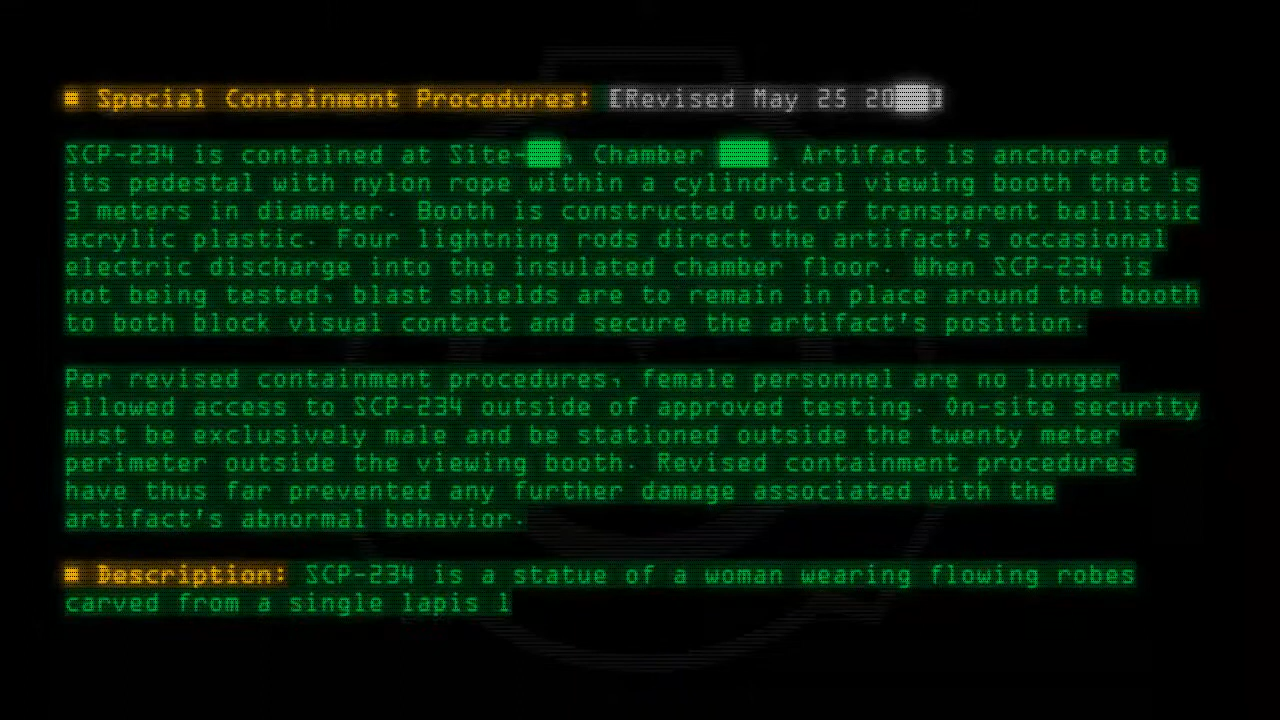 ■ Special Containment Procedures: [Revised May 25 20██]
SCP-234 is contained at Site-██, Chamber ███. Artifact is anchored to
its pedestal with nylon rope within a cylindrical viewing booth that is
3 meters in diameter. Booth is constructed out of transparent ballistic
acrylic plastic. Four lightning rods direct the artifact's occasional
electric discharge into the insulated chamber floor. When SCP-234 is
not being tested, blast shields are to remain in place around the booth
to both block visual contact and secure the artifact's position.
Per revised containment procedures, female personnel are no longer
allowed access to SCP-234 outside of approved testing. On-site security
must be exclusively male and be stationed outside the twenty meter
perimeter outside the viewing booth. Revised containment procedures
have thus far prevented any further damage associated with the
artifact's abnormal behavior.
■ Description: SCP-234 is a statue of a woman wearing flowing robes
carved from a single lapis l